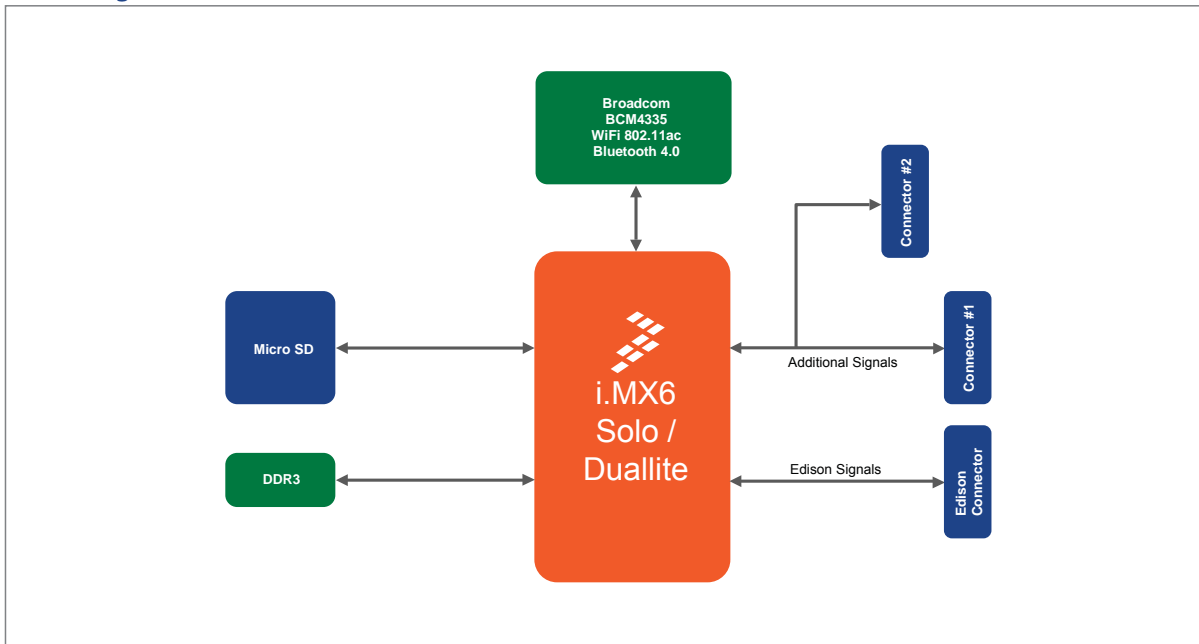 Broadcom
BCM4335
WiFi 802.11ac
Bluetooth 4.0
Connector #2
Micro SD
i.MX6
Solo /
Duallite
Additional Signals
Connector #1
DDR3
Edison Signals
Edison
Connector